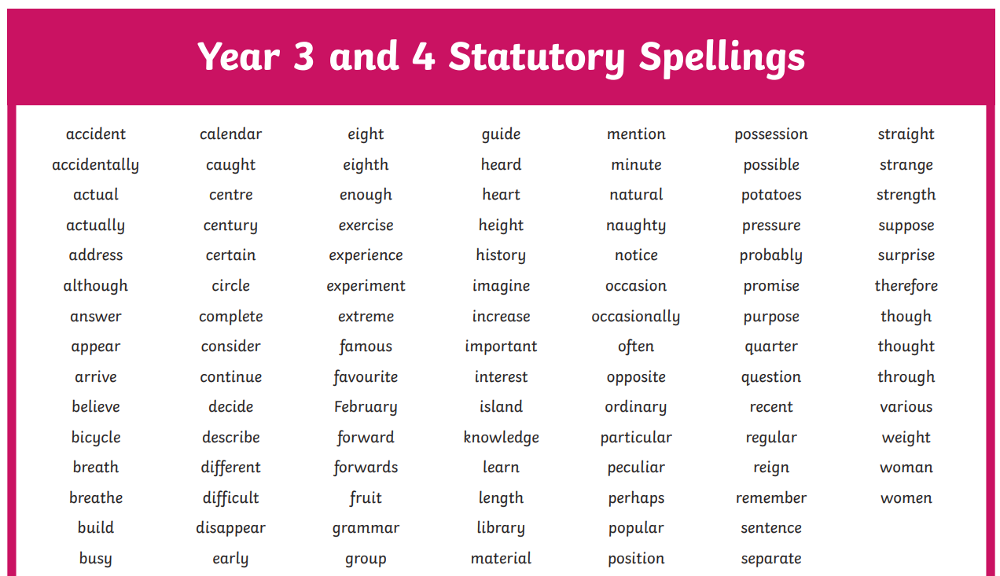 Year 3 and 4 Statutory Spellings
accident calendar eight guide mention possession straight
accidentally caught eighth heard minute possible strange
actual centre enough heart natural potatoes strength
actually century exercise height naughty pressure suppose
address certain experience history notice probably surprise
although circle experiment imagine occasion promise therefore
answer complete extreme increase occasionally purpose though
appear consider famous important often quarter thought
arrive continue favourite interest opposite question through
believe decide February island ordinary recent various
bicycle describe forward knowledge particular regular weight
breath different forwards learn peculiar reign woman
breathe difficult fruit length perhaps remember women
build disappear grammar library popular sentence
busy early group material position separate